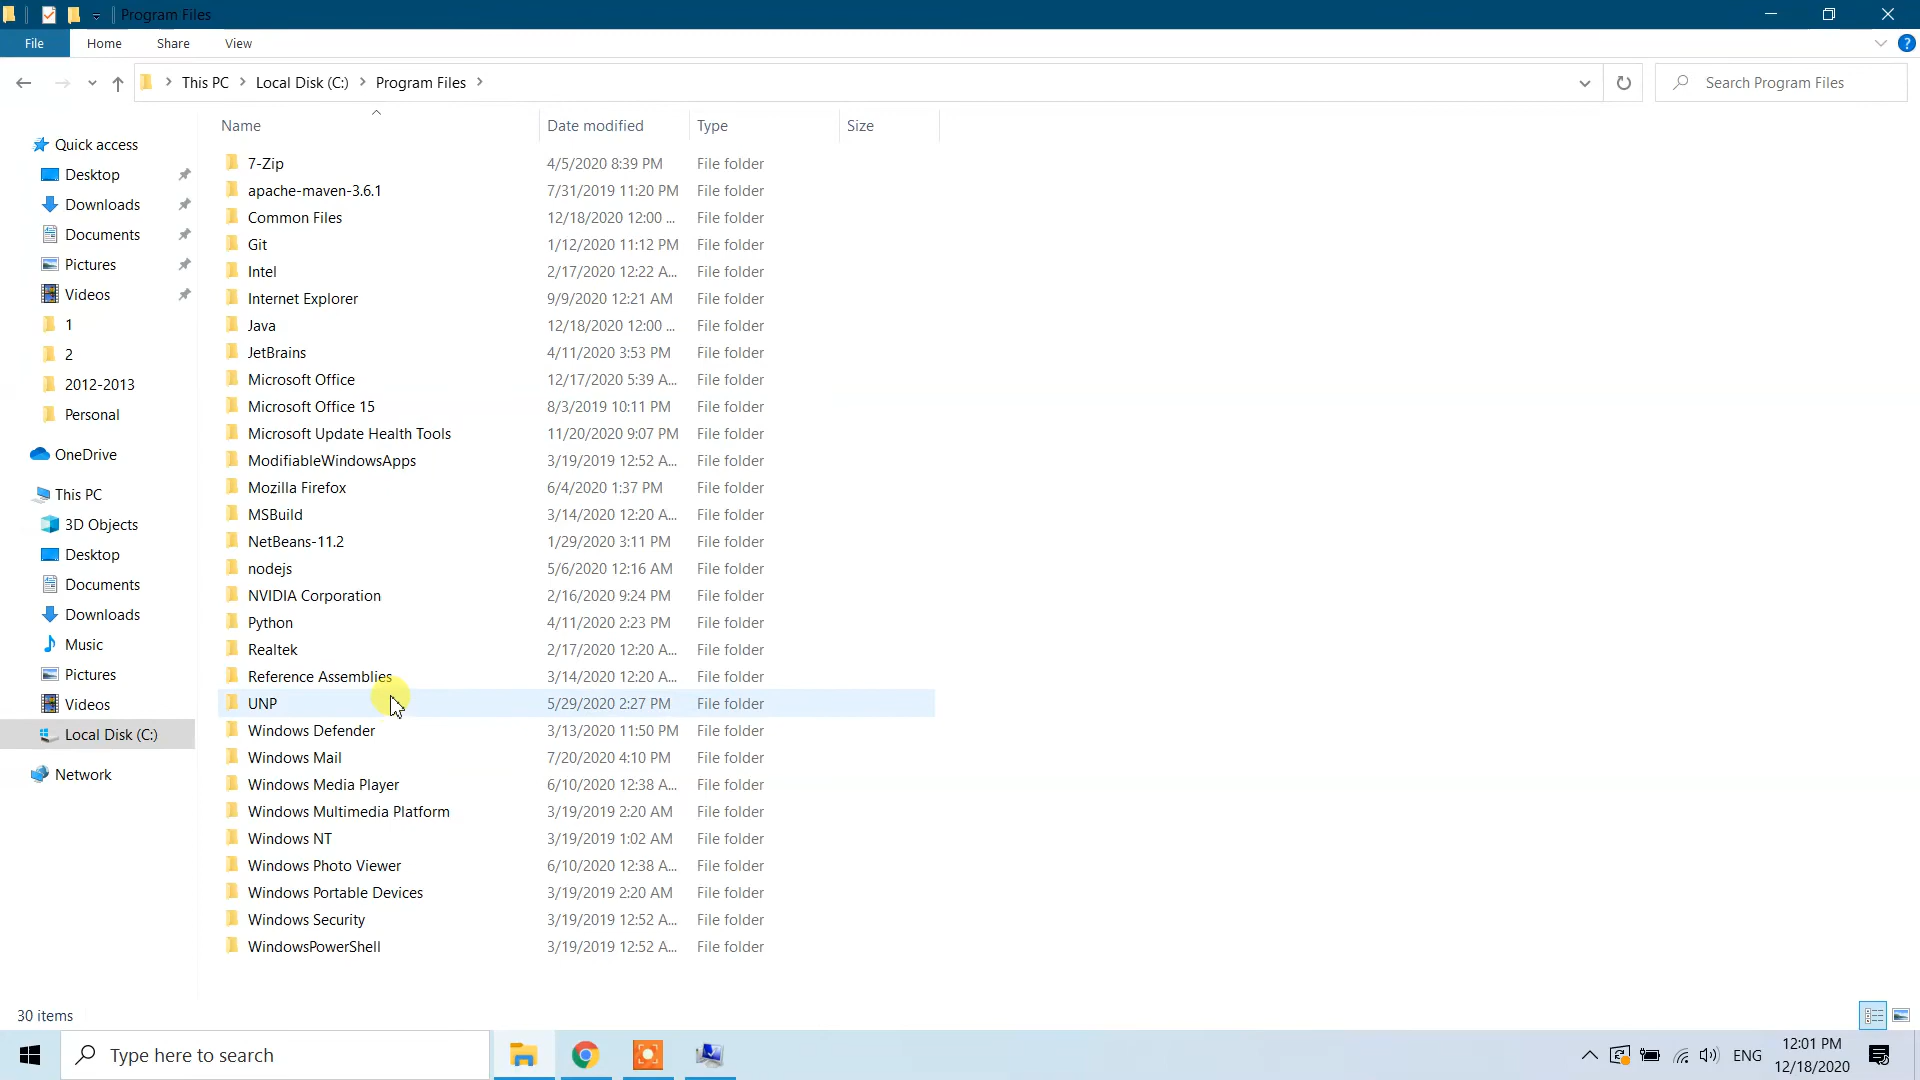 Program Files
File Home Share View
This PC Local Disk (C:) Program Files
Search Program Files
Name Date modified Type Size
Quick access
Desktop
Downloads
Documents
Pictures
Videos
1
2
2012-2013
Personal
OneDrive
This PC
3D Objects
Desktop
Documents
Downloads
Music
Pictures
Videos
Local Disk (C:)
Network
7-Zip 4/5/2020 8:39 PM File folder
apache-maven-3.6.1 7/31/2019 11:20 PM File folder
Common Files 12/18/2020 12:00 ... File folder
Git 1/12/2020 11:12 PM File folder
Intel 2/17/2020 12:22 A... File folder
Internet Explorer 9/9/2020 12:21 AM File folder
Java 12/18/2020 12:00 ... File folder
JetBrains 4/11/2020 3:53 PM File folder
Microsoft Office 12/17/2020 5:39 A... File folder
Microsoft Office 15 8/3/2019 10:11 PM File folder
Microsoft Update Health Tools 11/20/2020 9:07 PM File folder
ModifiableWindowsApps 3/19/2019 12:52 A... File folder
Mozilla Firefox 6/4/2020 1:37 PM File folder
MSBuild 3/14/2020 12:20 A... File folder
NetBeans-11.2 1/29/2020 3:11 PM File folder
nodejs 5/6/2020 12:16 AM File folder
NVIDIA Corporation 2/16/2020 9:24 PM File folder
Python 4/11/2020 2:23 PM File folder
Realtek 2/17/2020 12:20 A... File folder
Reference Assemblies 3/14/2020 12:20 A... File folder
UNP 5/29/2020 2:27 PM File folder
Windows Defender 3/13/2020 11:50 PM File folder
Windows Mail 7/20/2020 4:10 PM File folder
Windows Media Player 6/10/2020 12:38 A... File folder
Windows Multimedia Platform 3/19/2019 2:20 AM File folder
Windows NT 3/19/2019 1:02 AM File folder
Windows Photo Viewer 6/10/2020 12:38 A... File folder
Windows Portable Devices 3/19/2019 2:20 AM File folder
Windows Security 3/19/2019 12:52 A... File folder
WindowsPowerShell 3/19/2019 12:52 A... File folder
30 items
Type here to search
ENG
12:01 PM
12/18/2020